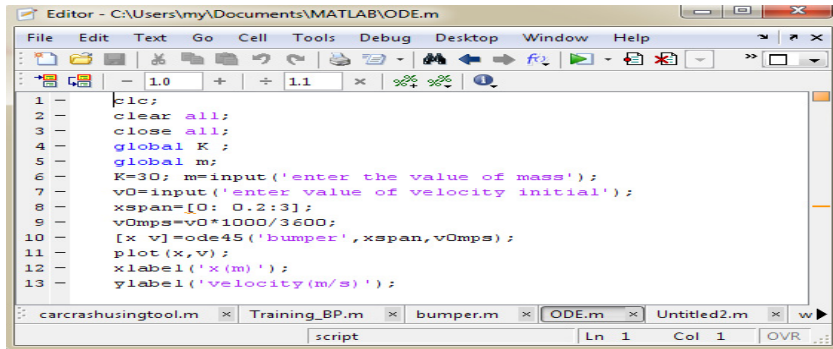 Editor - C:\Users\my\Documents\MATLAB\ODE.m
File Edit Text Go Cell Tools Debug Desktop Window Help
- 1.0 + ÷ 1.1 ×
1 - clc;
2 - clear all;
3 - close all;
4 - global K ;
5 - global m;
6 - K=30; m=input('enter the value of mass');
7 - v0=input('enter value of velocity initial');
8 - xspan=[0: 0.2:3];
9 - v0mps=v0*1000/3600;
10 - [x v]=ode45('bumper',xspan,v0mps);
11 - plot(x,v);
12 - xlabel('x(m)');
13 - ylabel('velocity(m/s)');
carcrashusingtool.m × Training_BP.m × bumper.m × ODE.m × Untitled2.m × w
script Ln 1 Col 1 OVR